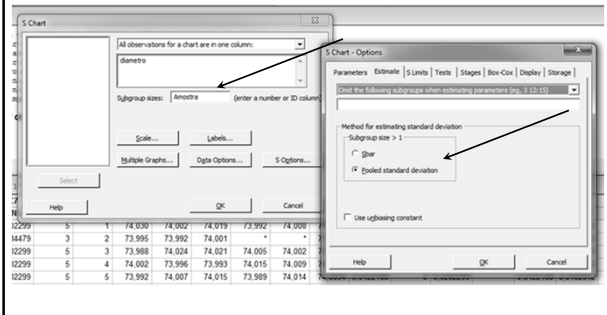 S Chart
All observations for a chart are in one column:
diametro
Subgroup sizes: Amostra (enter a number or ID column)
Scale... Labels...
Multiple Graphs... Data Options... S Options...
Select
Help OK Cancel
S Chart - Options
Parameters Estimate S Limits Tests Stages Box-Cox Display Storage
Omit the following subgroups when estimating parameters (eg, 3 12:15)
Method for estimating standard deviation
Subgroup size > 1
Sbar
Pooled standard deviation
Use unbiasing constant
Help OK Cancel
02299 5 1 74,030 74,002 74,019 73,992 74,008
34479 3 2 73,995 73,992 74,001 * *
02299 5 3 73,988 74,024 74,021 74,005 74,002
02299 5 4 74,002 73,996 73,993 74,015 74,009
02299 5 5 73,992 74,007 74,015 73,989 74,014